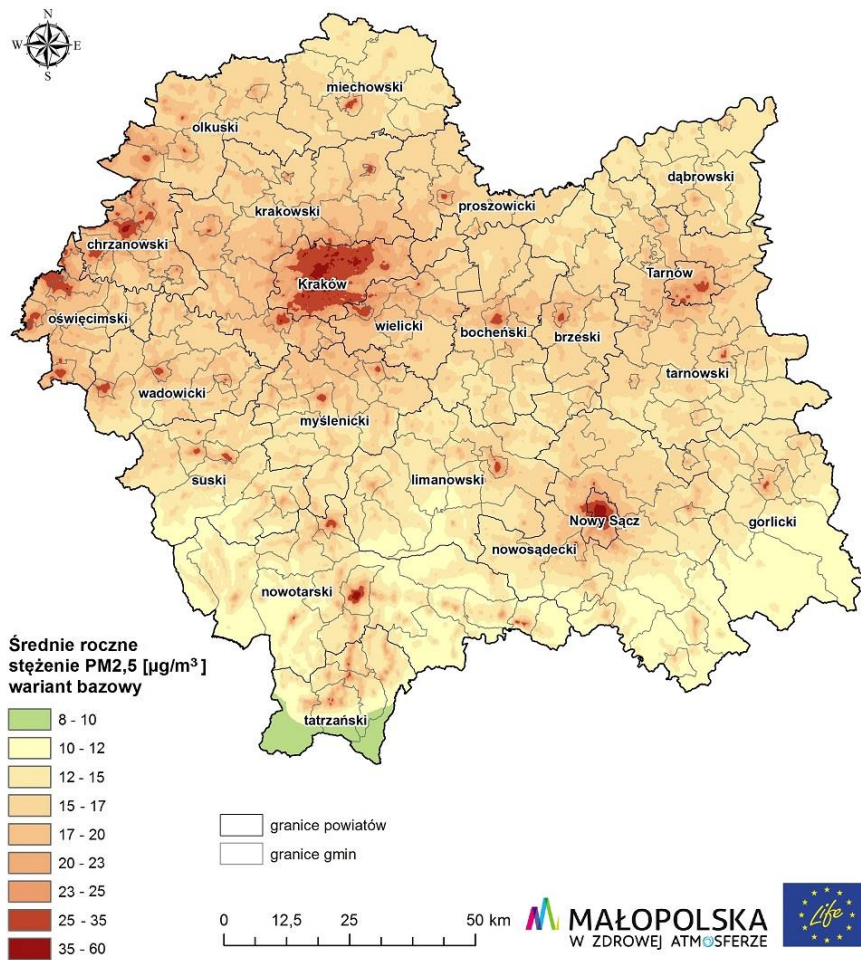 N
W E
S
miechowski
olkuski
dąbrowski
krakowski
proszowicki
chrzanowski
Tarnów
Kraków
oświęcimski
wielicki
bocheński
brzeski
wadowicki
tarnowski
myślenicki
suski
limanowski
Nowy Sącz
gorlicki
nowosądecki
nowotarski
tatrzański
Średnie roczne
stężenie PM2,5 [µg/m³]
wariant bazowy
8 - 10
10 - 12
12 - 15
15 - 17
17 - 20
20 - 23
23 - 25
25 - 35
35 - 60
granice powiatów
granice gmin
0 12,5 25 50 km
MAŁOPOLSKA
W ZDROWEJ ATMOSFERZE
Life